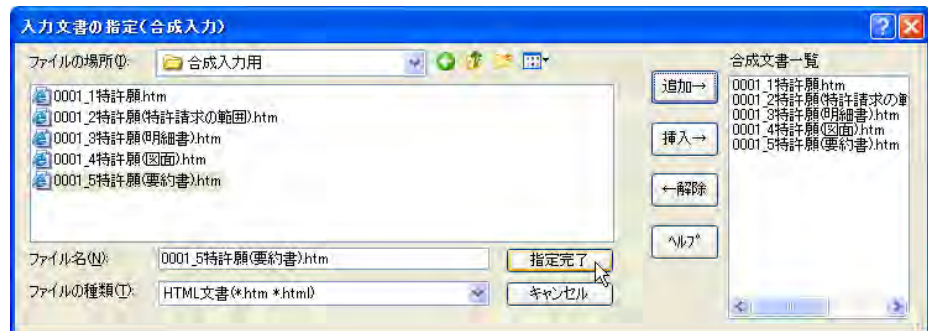 入力文書の指定(合成入力)
ファイルの場所(I):
合成入力用
0001_1特許願.htm
0001_2特許願(特許請求の範囲).htm
0001_3特許願(明細書).htm
0001_4特許願(図面).htm
0001_5特許願(要約書).htm
ファイル名(N):
0001_5特許願(要約書).htm
ファイルの種類(T):
HTML文書(*.htm *.html)
指定完了
キャンセル
追加→
挿入→
←解除
ヘルプ
合成文書一覧
0001_1特許願.htm
0001_2特許願(特許請求の範
0001_3特許願(明細書).htm
0001_4特許願(図面).htm
0001_5特許願(要約書).htm